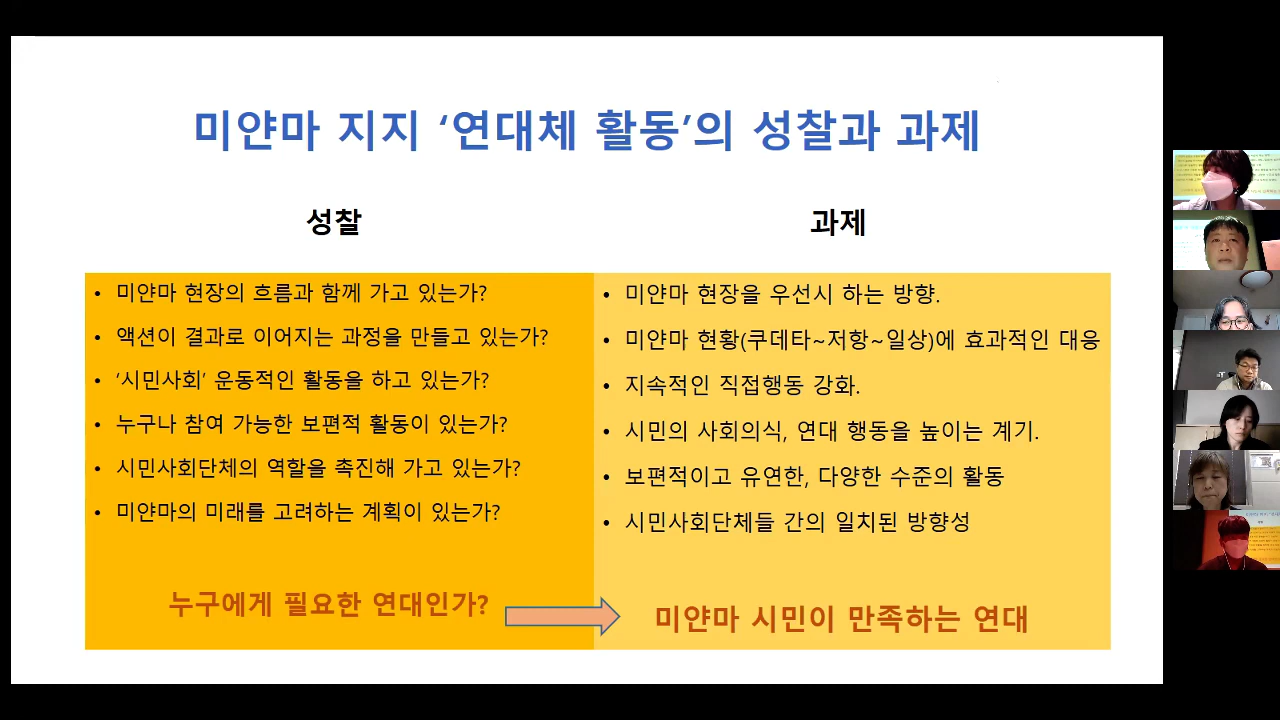 미얀마 지지 ‘연대체 활동’의 성찰과 과제
성찰
• 미얀마 현장의 흐름과 함께 가고 있는가?
• 액션이 결과로 이어지는 과정을 만들고 있는가?
• ‘시민사회’ 운동적인 활동을 하고 있는가?
• 누구나 참여 가능한 보편적 활동이 있는가?
• 시민사회단체의 역할을 촉진해 가고 있는가?
• 미얀마의 미래를 고려하는 계획이 있는가?
누구에게 필요한 연대인가?
과제
• 미얀마 현장을 우선시 하는 방향.
• 미얀마 현황(쿠데타~저항~일상)에 효과적인 대응
• 지속적인 직접행동 강화.
• 시민의 사회의식, 연대 행동을 높이는 계기.
• 보편적이고 유연한, 다양한 수준의 활동
• 시민사회단체들 간의 일치된 방향성
미얀마 시민이 만족하는 연대